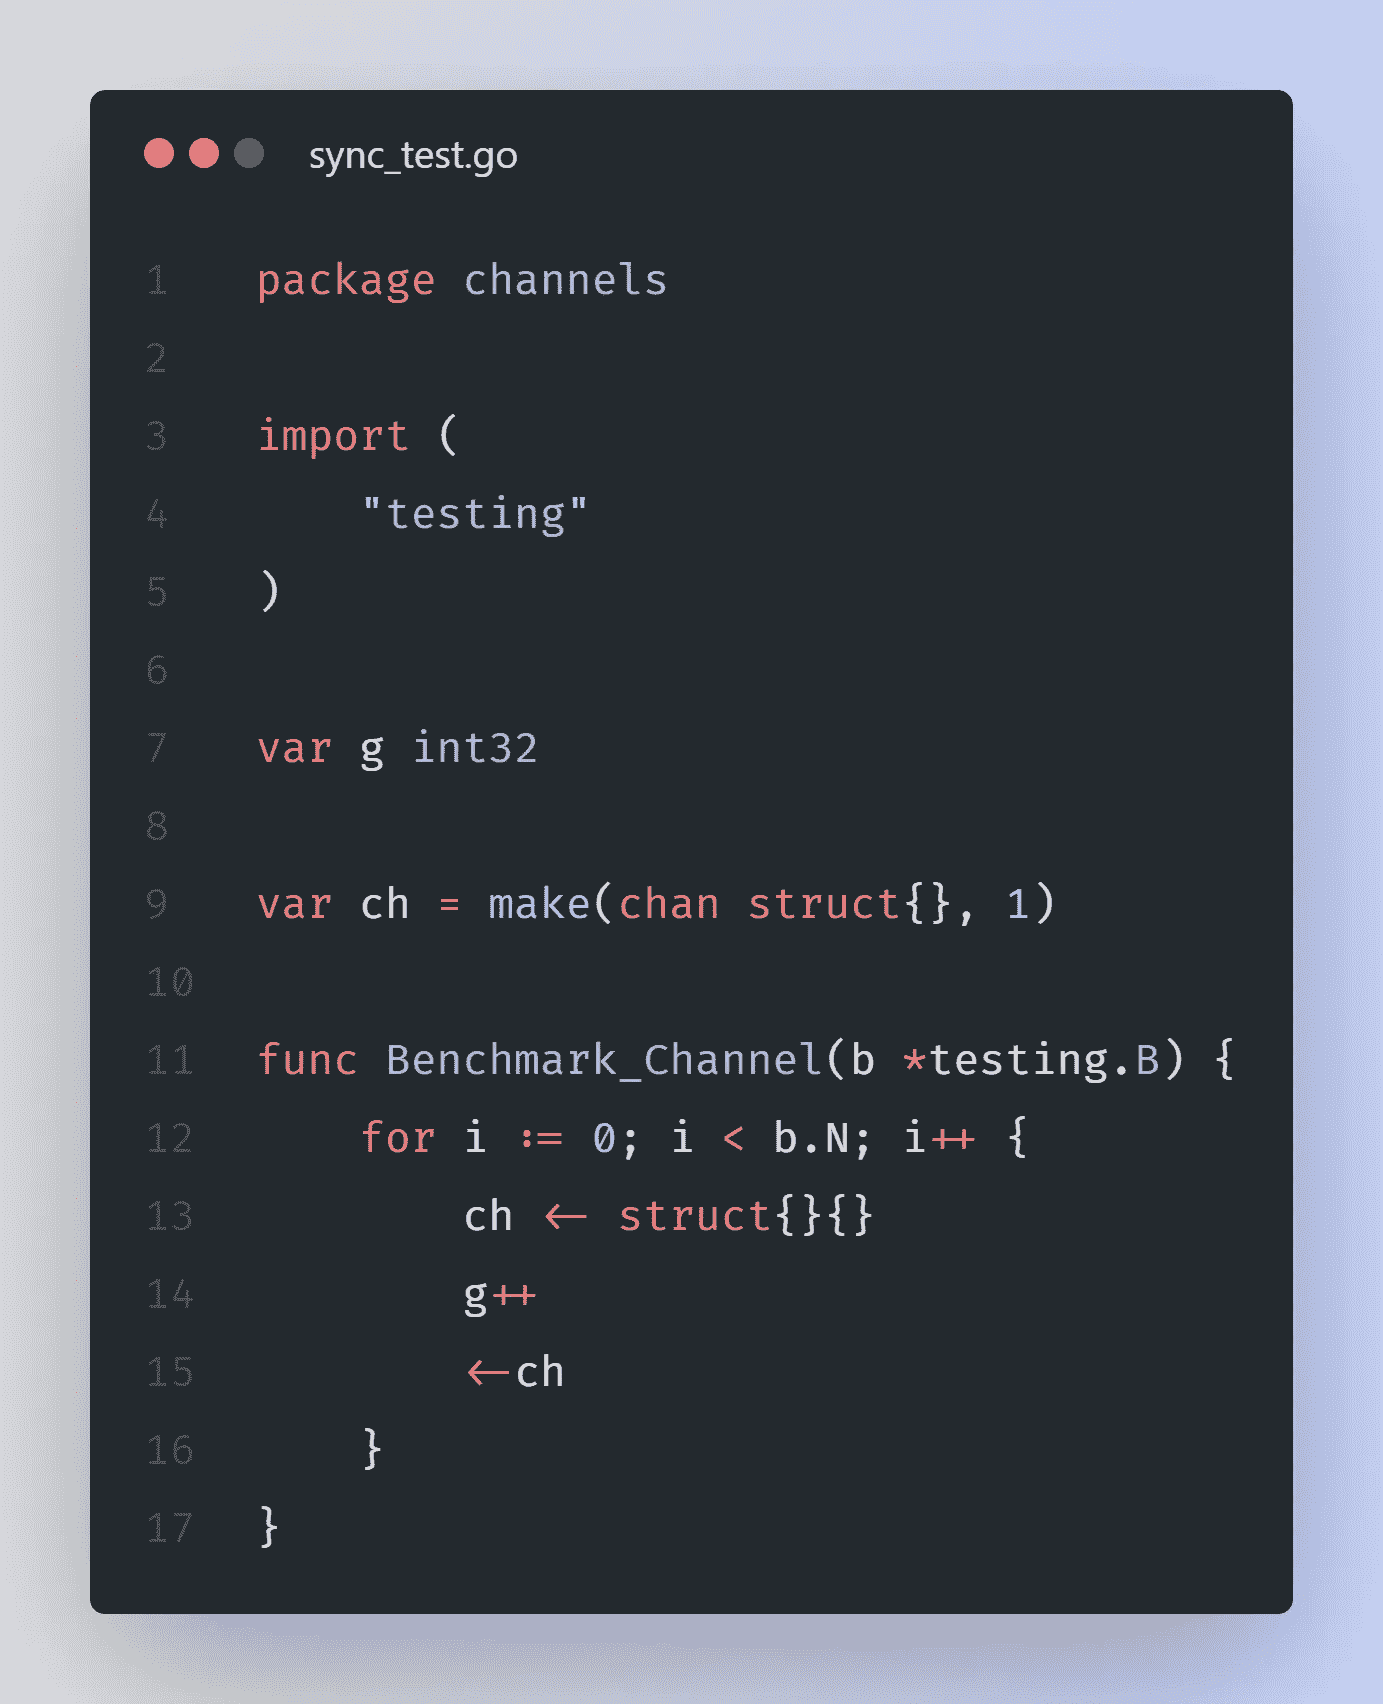 sync_test.go
1 package channels
2
3 import (
4     "testing"
5 )
6
7 var g int32
8
9 var ch = make(chan struct{}, 1)
10
11 func Benchmark_Channel(b *testing.B) {
12     for i := 0; i < b.N; i++ {
13         ch <- struct{}{}
14         g++
15         <-ch
16     }
17 }